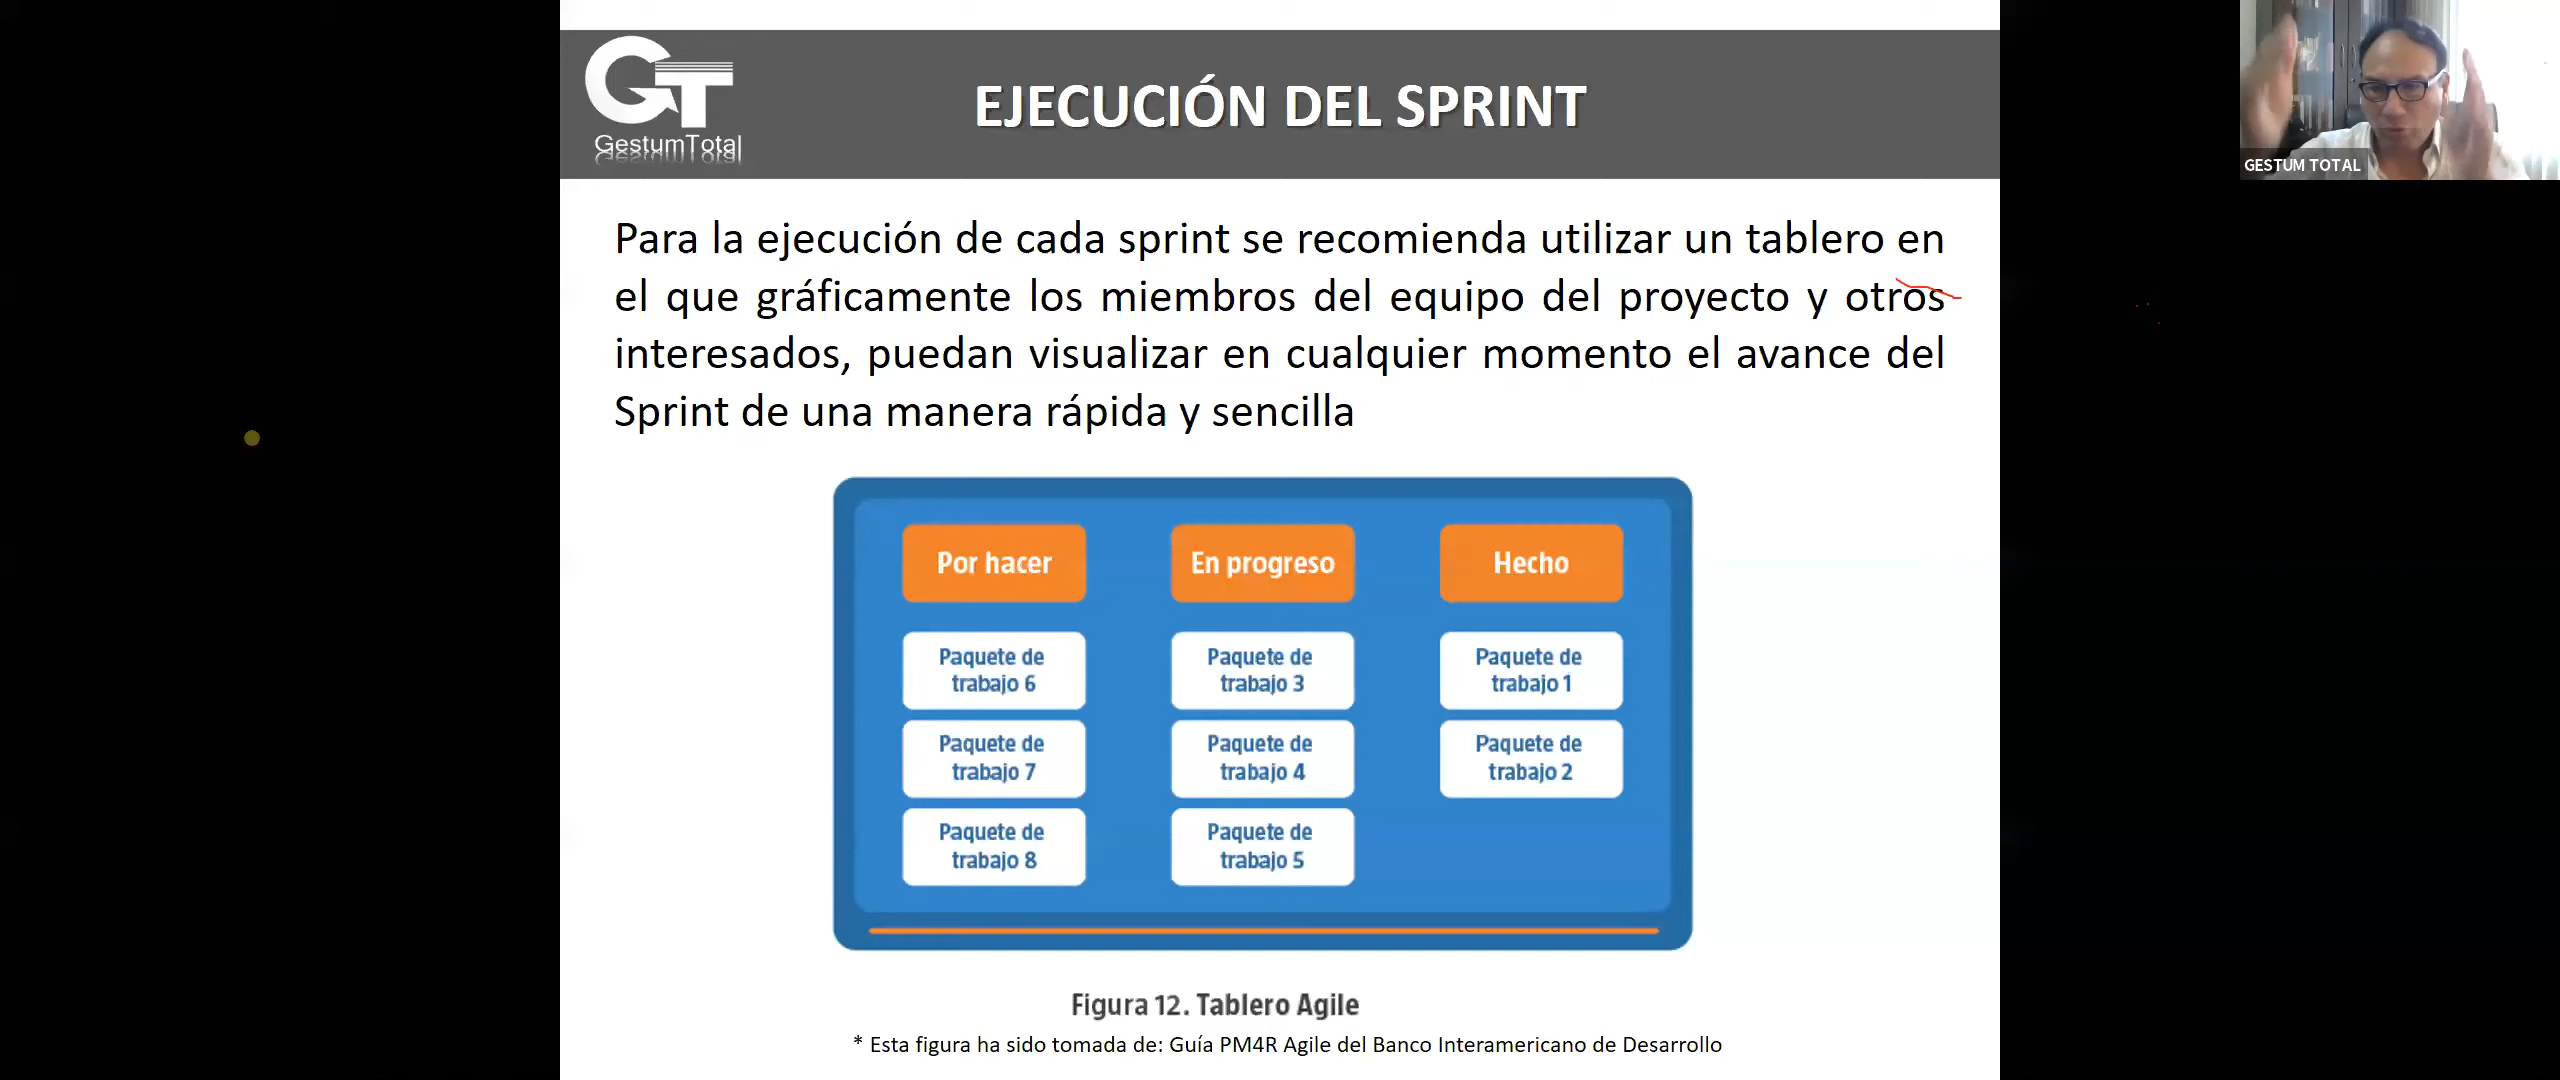 GT
GestumTotal
EJECUCIÓN DEL SPRINT
GESTUM TOTAL
Para la ejecución de cada sprint se recomienda utilizar un tablero en
el que gráficamente los miembros del equipo del proyecto y otros
interesados, puedan visualizar en cualquier momento el avance del
Sprint de una manera rápida y sencilla
Por hacer
En progreso
Hecho
Paquete de
trabajo 6
Paquete de
trabajo 3
Paquete de
trabajo 1
Paquete de
trabajo 7
Paquete de
trabajo 4
Paquete de
trabajo 2
Paquete de
trabajo 8
Paquete de
trabajo 5
Figura 12. Tablero Agile
* Esta figura ha sido tomada de: Guía PM4R Agile del Banco Interamericano de Desarrollo